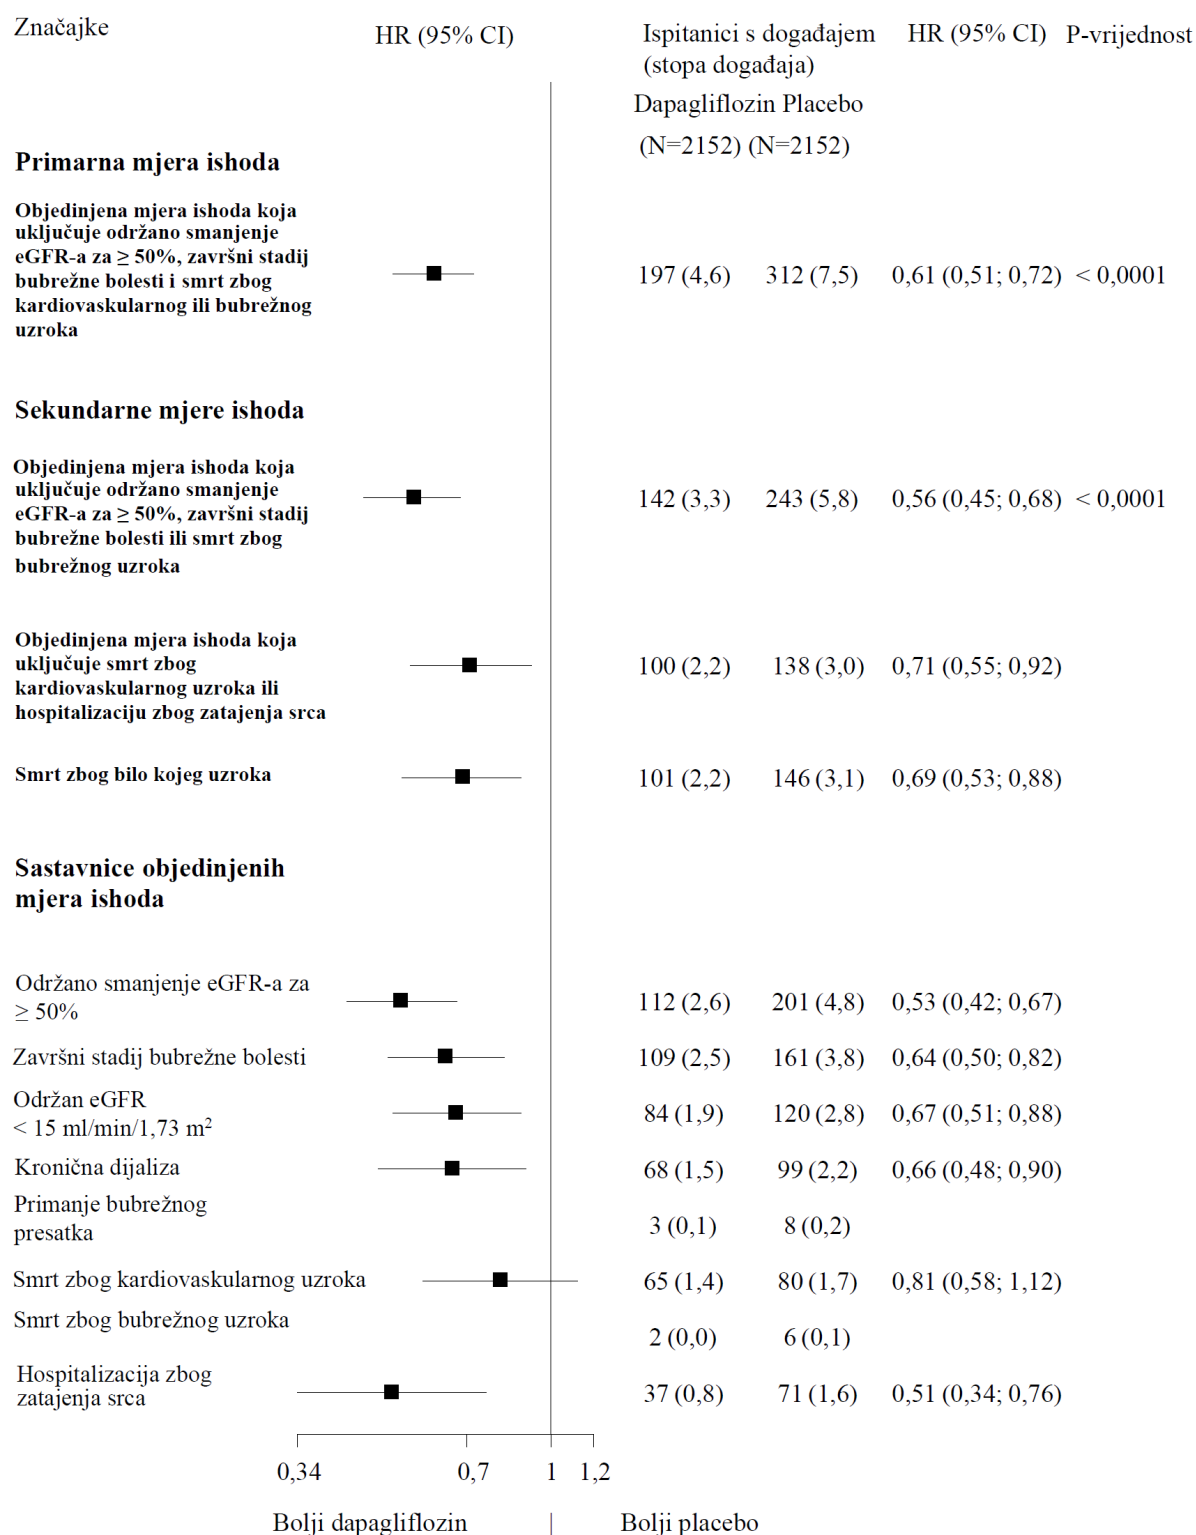 Značajke HR (95% CI) Ispitanici s događajem HR (95% CI) P-vrijednost
(stopa događaja)
Dapagliflozin Placebo
(N=2152) (N=2152)
Primarna mjera ishoda
Objedinjena mjera ishoda koja
uključuje održano smanjenje
eGFR-a za ≥ 50%, završni stadij
bubrežne bolesti i smrt zbog
kardiovaskularnog ili bubrežnog
uzroka
197 (4,6) 312 (7,5) 0,61 (0,51; 0,72) < 0,0001
Sekundarne mjere ishoda
Objedinjena mjera ishoda koja
uključuje održano smanjenje
eGFR-a za ≥ 50%, završni stadij
bubrežne bolesti ili smrt zbog
bubrežnog uzroka
142 (3,3) 243 (5,8) 0,56 (0,45; 0,68) < 0,0001
Objedinjena mjera ishoda koja
uključuje smrt zbog
kardiovaskularnog uzroka ili
hospitalizaciju zbog zatajenja srca
100 (2,2) 138 (3,0) 0,71 (0,55; 0,92)
Smrt zbog bilo kojeg uzroka 101 (2,2) 146 (3,1) 0,69 (0,53; 0,88)
Sastavnice objedinjenih
mjera ishoda
Održano smanjenje eGFR-a za
≥ 50%
112 (2,6) 201 (4,8) 0,53 (0,42; 0,67)
Završni stadij bubrežne bolesti 109 (2,5) 161 (3,8) 0,64 (0,50; 0,82)
Održan eGFR
< 15 ml/min/1,73 m²
84 (1,9) 120 (2,8) 0,67 (0,51; 0,88)
Kronična dijaliza 68 (1,5) 99 (2,2) 0,66 (0,48; 0,90)
Primanje bubrežnog
presatka
3 (0,1) 8 (0,2)
Smrt zbog kardiovaskularnog uzroka 65 (1,4) 80 (1,7) 0,81 (0,58; 1,12)
Smrt zbog bubrežnog uzroka
2 (0,0) 6 (0,1)
Hospitalizacija zbog
zatajenja srca
37 (0,8) 71 (1,6) 0,51 (0,34; 0,76)
0,34 0,7 1 1,2
Bolji dapagliflozin | Bolji placebo